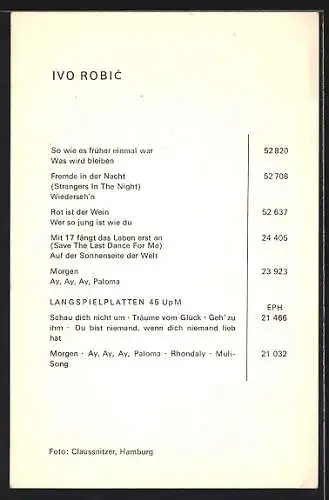 IVO ROBIĆ
So wie es früher einmal war 52 820
Was wird bleiben
Fremde in der Nacht 52 708
(Strangers In The Night)
Wiederseh'n
Rot ist der Wein 52 637
Wer so jung ist wie du
Mit 17 fängt das Leben erst an 24 405
(Save The Last Dance For Me)
Auf der Sonnenseite der Welt
Morgen 23 923
Ay, Ay, Ay, Paloma
LANGSPIELPLATTEN 45 UpM EPH
Schau dich nicht um · Träume vom Glück · Geh' zu 21 466
ihm · Du bist niemand, wenn dich niemand lieb
hat
Morgen · Ay, Ay, Ay, Paloma · Rhondaly · Muli- 21 032
Song
Foto: Claussnitzer, Hamburg